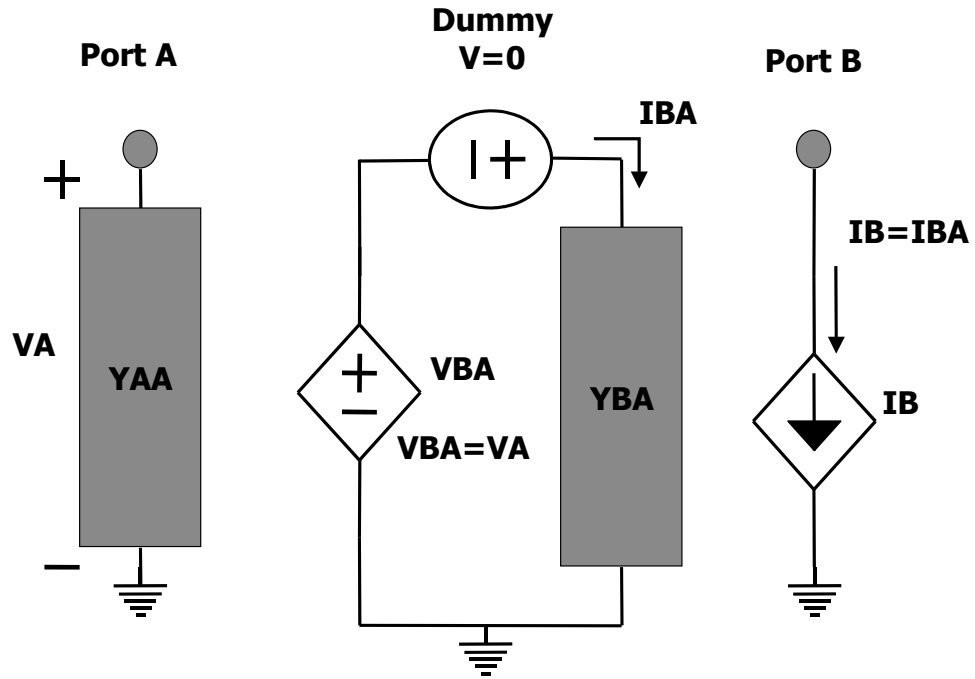 Port A
Dummy
V=0
Port B
IBA
+
– +
IB=IBA
VA
YAA
+
–
VBA
VBA=VA
YBA
IB
–